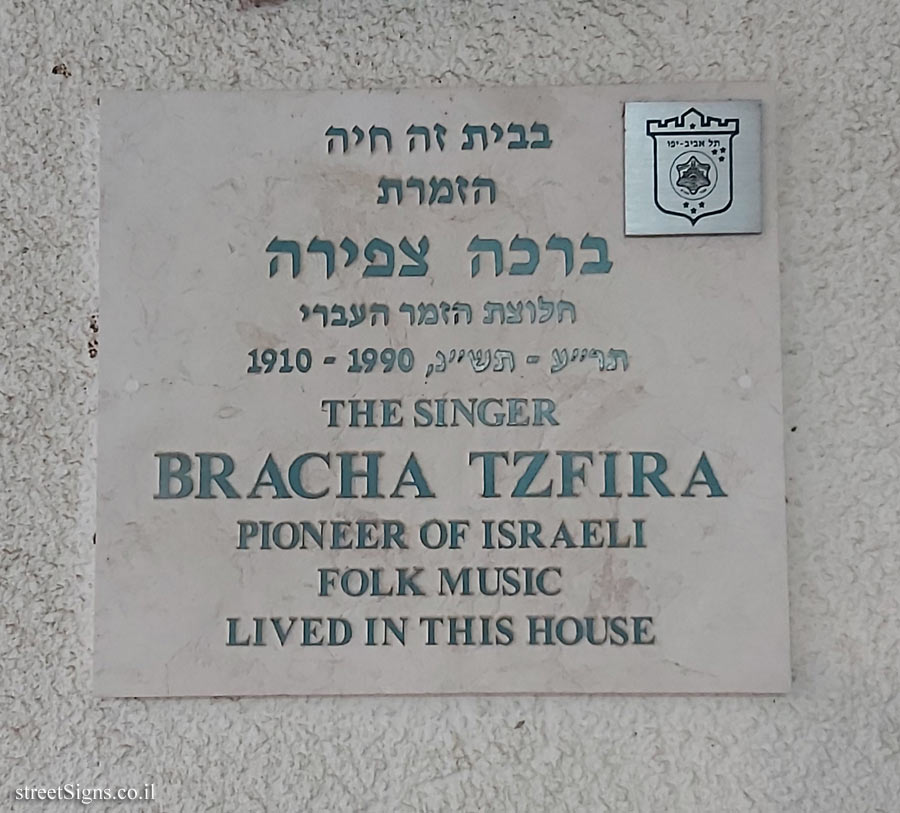 בבית זה חיה
הזמרת
ברכה צפירה
חלוצת הזמר העברי
תר״ע - תש״נ, 1990 - 1910
THE SINGER
BRACHA TZFIRA
PIONEER OF ISRAELI
FOLK MUSIC
LIVED IN THIS HOUSE
תל אביב-יפו
streetSigns.co.il